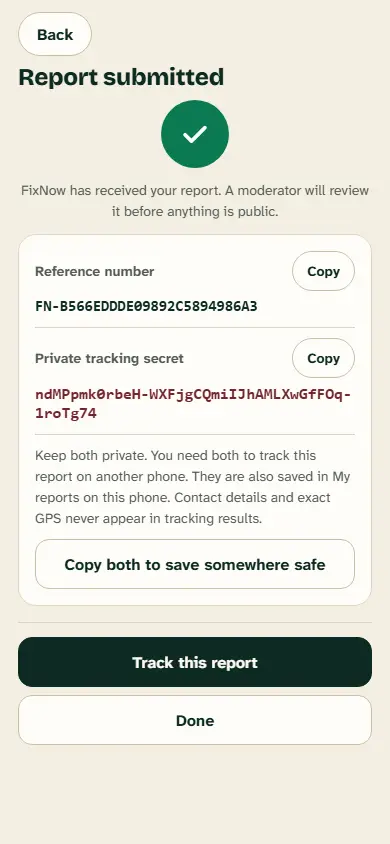 Back
Report submitted
FixNow has received your report. A moderator will review
it before anything is public.
Reference number
Copy
FN-B566EDDDE09892C5894986A3
Private tracking secret
Copy
ndMPpmk0rbeH-WXFjgCQmiIJhAMLXwGfFOq-
1roTg74
Keep both private. You need both to track this
report on another phone. They are also saved in My
reports on this phone. Contact details and exact
GPS never appear in tracking results.
Copy both to save somewhere safe
Track this report
Done